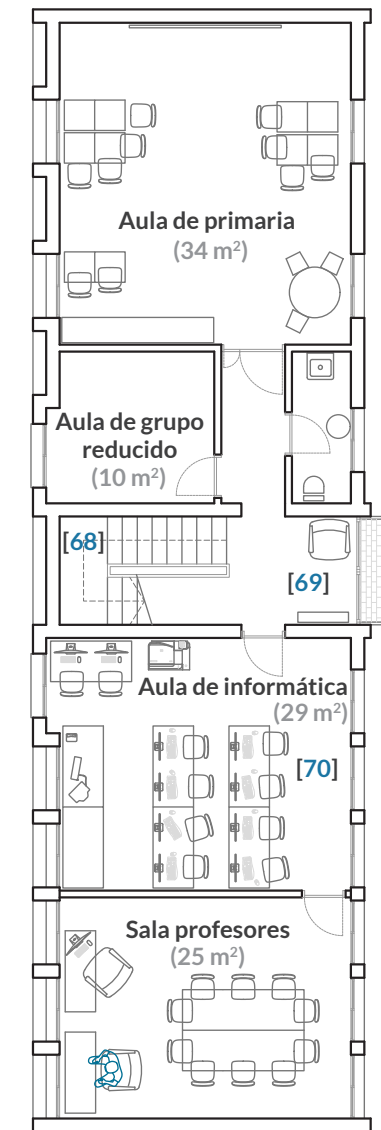 Aula de primaria
(34 m²)
Aula de grupo
reducido
(10 m²)
[68]
[69]
Aula de informática
(29 m²)
[70]
Sala profesores
(25 m²)